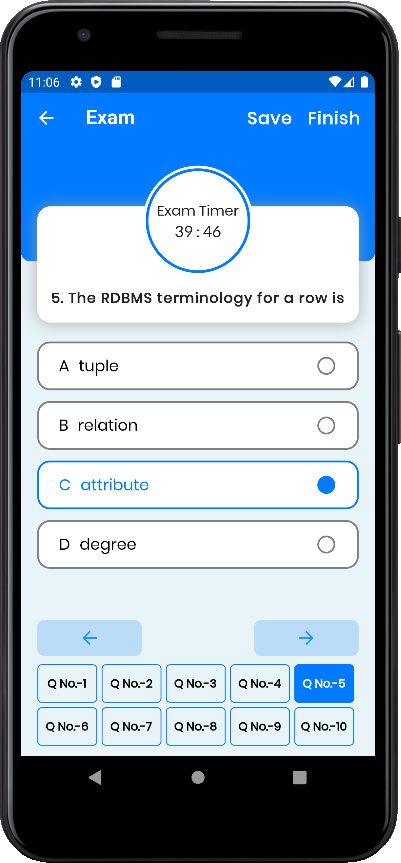 11:06
Exam Save Finish
Exam Timer
39 : 46
5. The RDBMS terminology for a row is
A tuple
B relation
C attribute
D degree
Q No.-1 Q No.-2 Q No.-3 Q No.-4 Q No.-5
Q No.-6 Q No.-7 Q No.-8 Q No.-9 Q No.-10